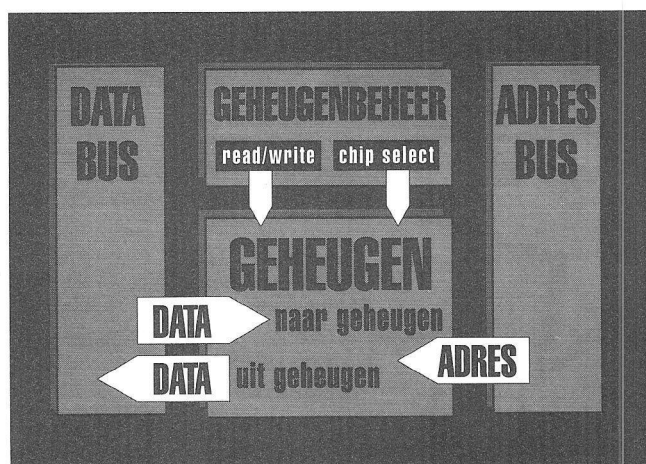 DATA
BUS
GEHEUGENBEHEER
read/write chip select
ADRES
BUS
GEHEUGEN
DATA naar geheugen
DATA uit geheugen
ADRES